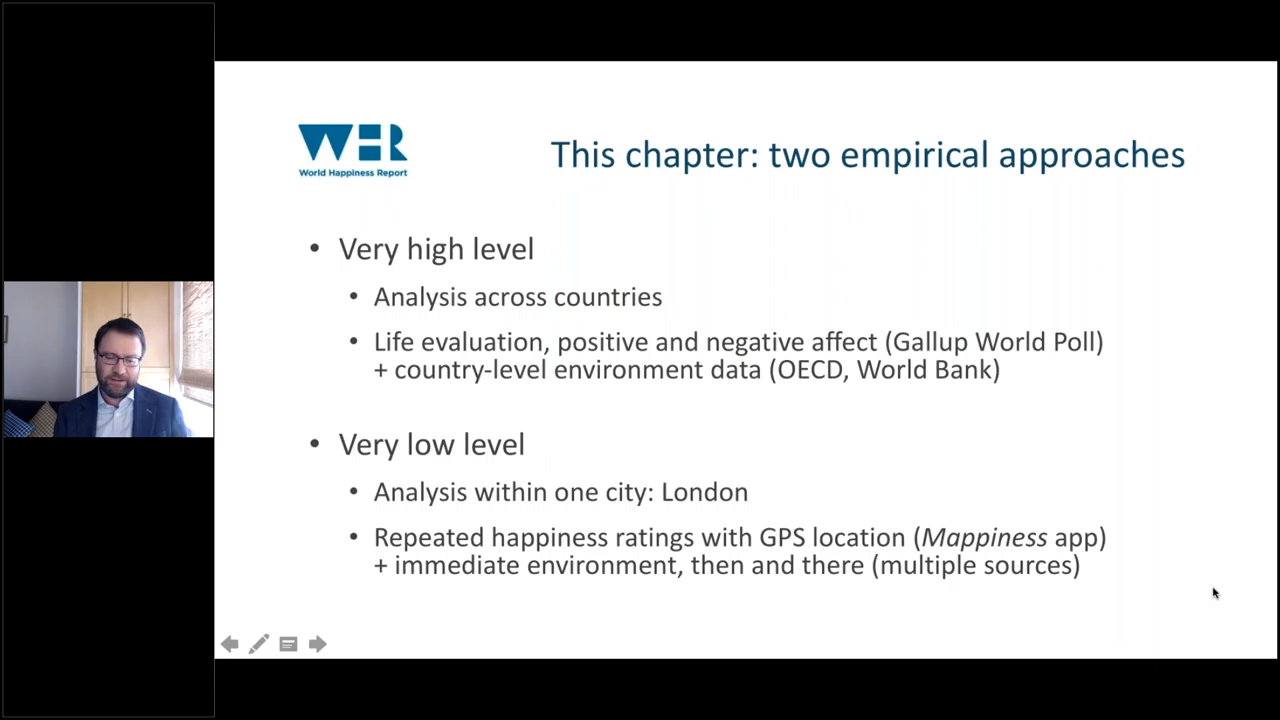 WHR
World Happiness Report
This chapter: two empirical approaches
• Very high level
• Analysis across countries
• Life evaluation, positive and negative affect (Gallup World Poll)
+ country-level environment data (OECD, World Bank)
• Very low level
• Analysis within one city: London
• Repeated happiness ratings with GPS location (Mappiness app)
+ immediate environment, then and there (multiple sources)